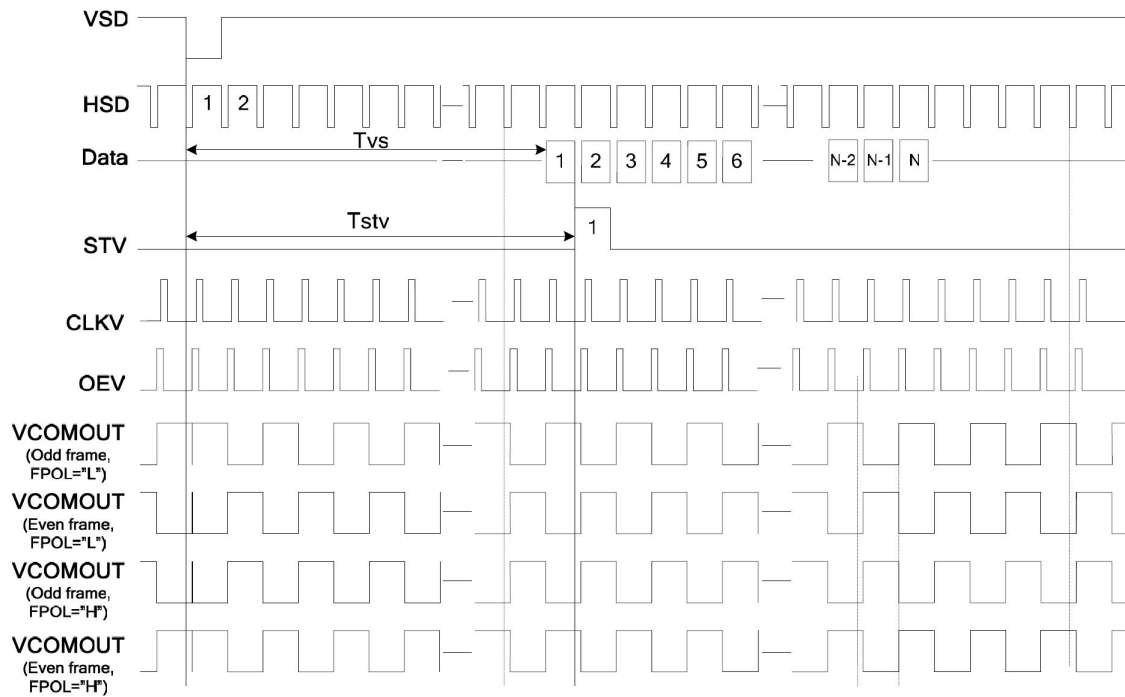 VSD
HSD
1 2
Tvs
Data
1 2 3 4 5 6 N-2 N-1 N
Tstv
STV
1
CLKV
OEV
VCOMOUT
(Odd frame,
FPOL="L")
VCOMOUT
(Even frame,
FPOL="L")
VCOMOUT
(Odd frame,
FPOL="H")
VCOMOUT
(Even frame,
FPOL="H")